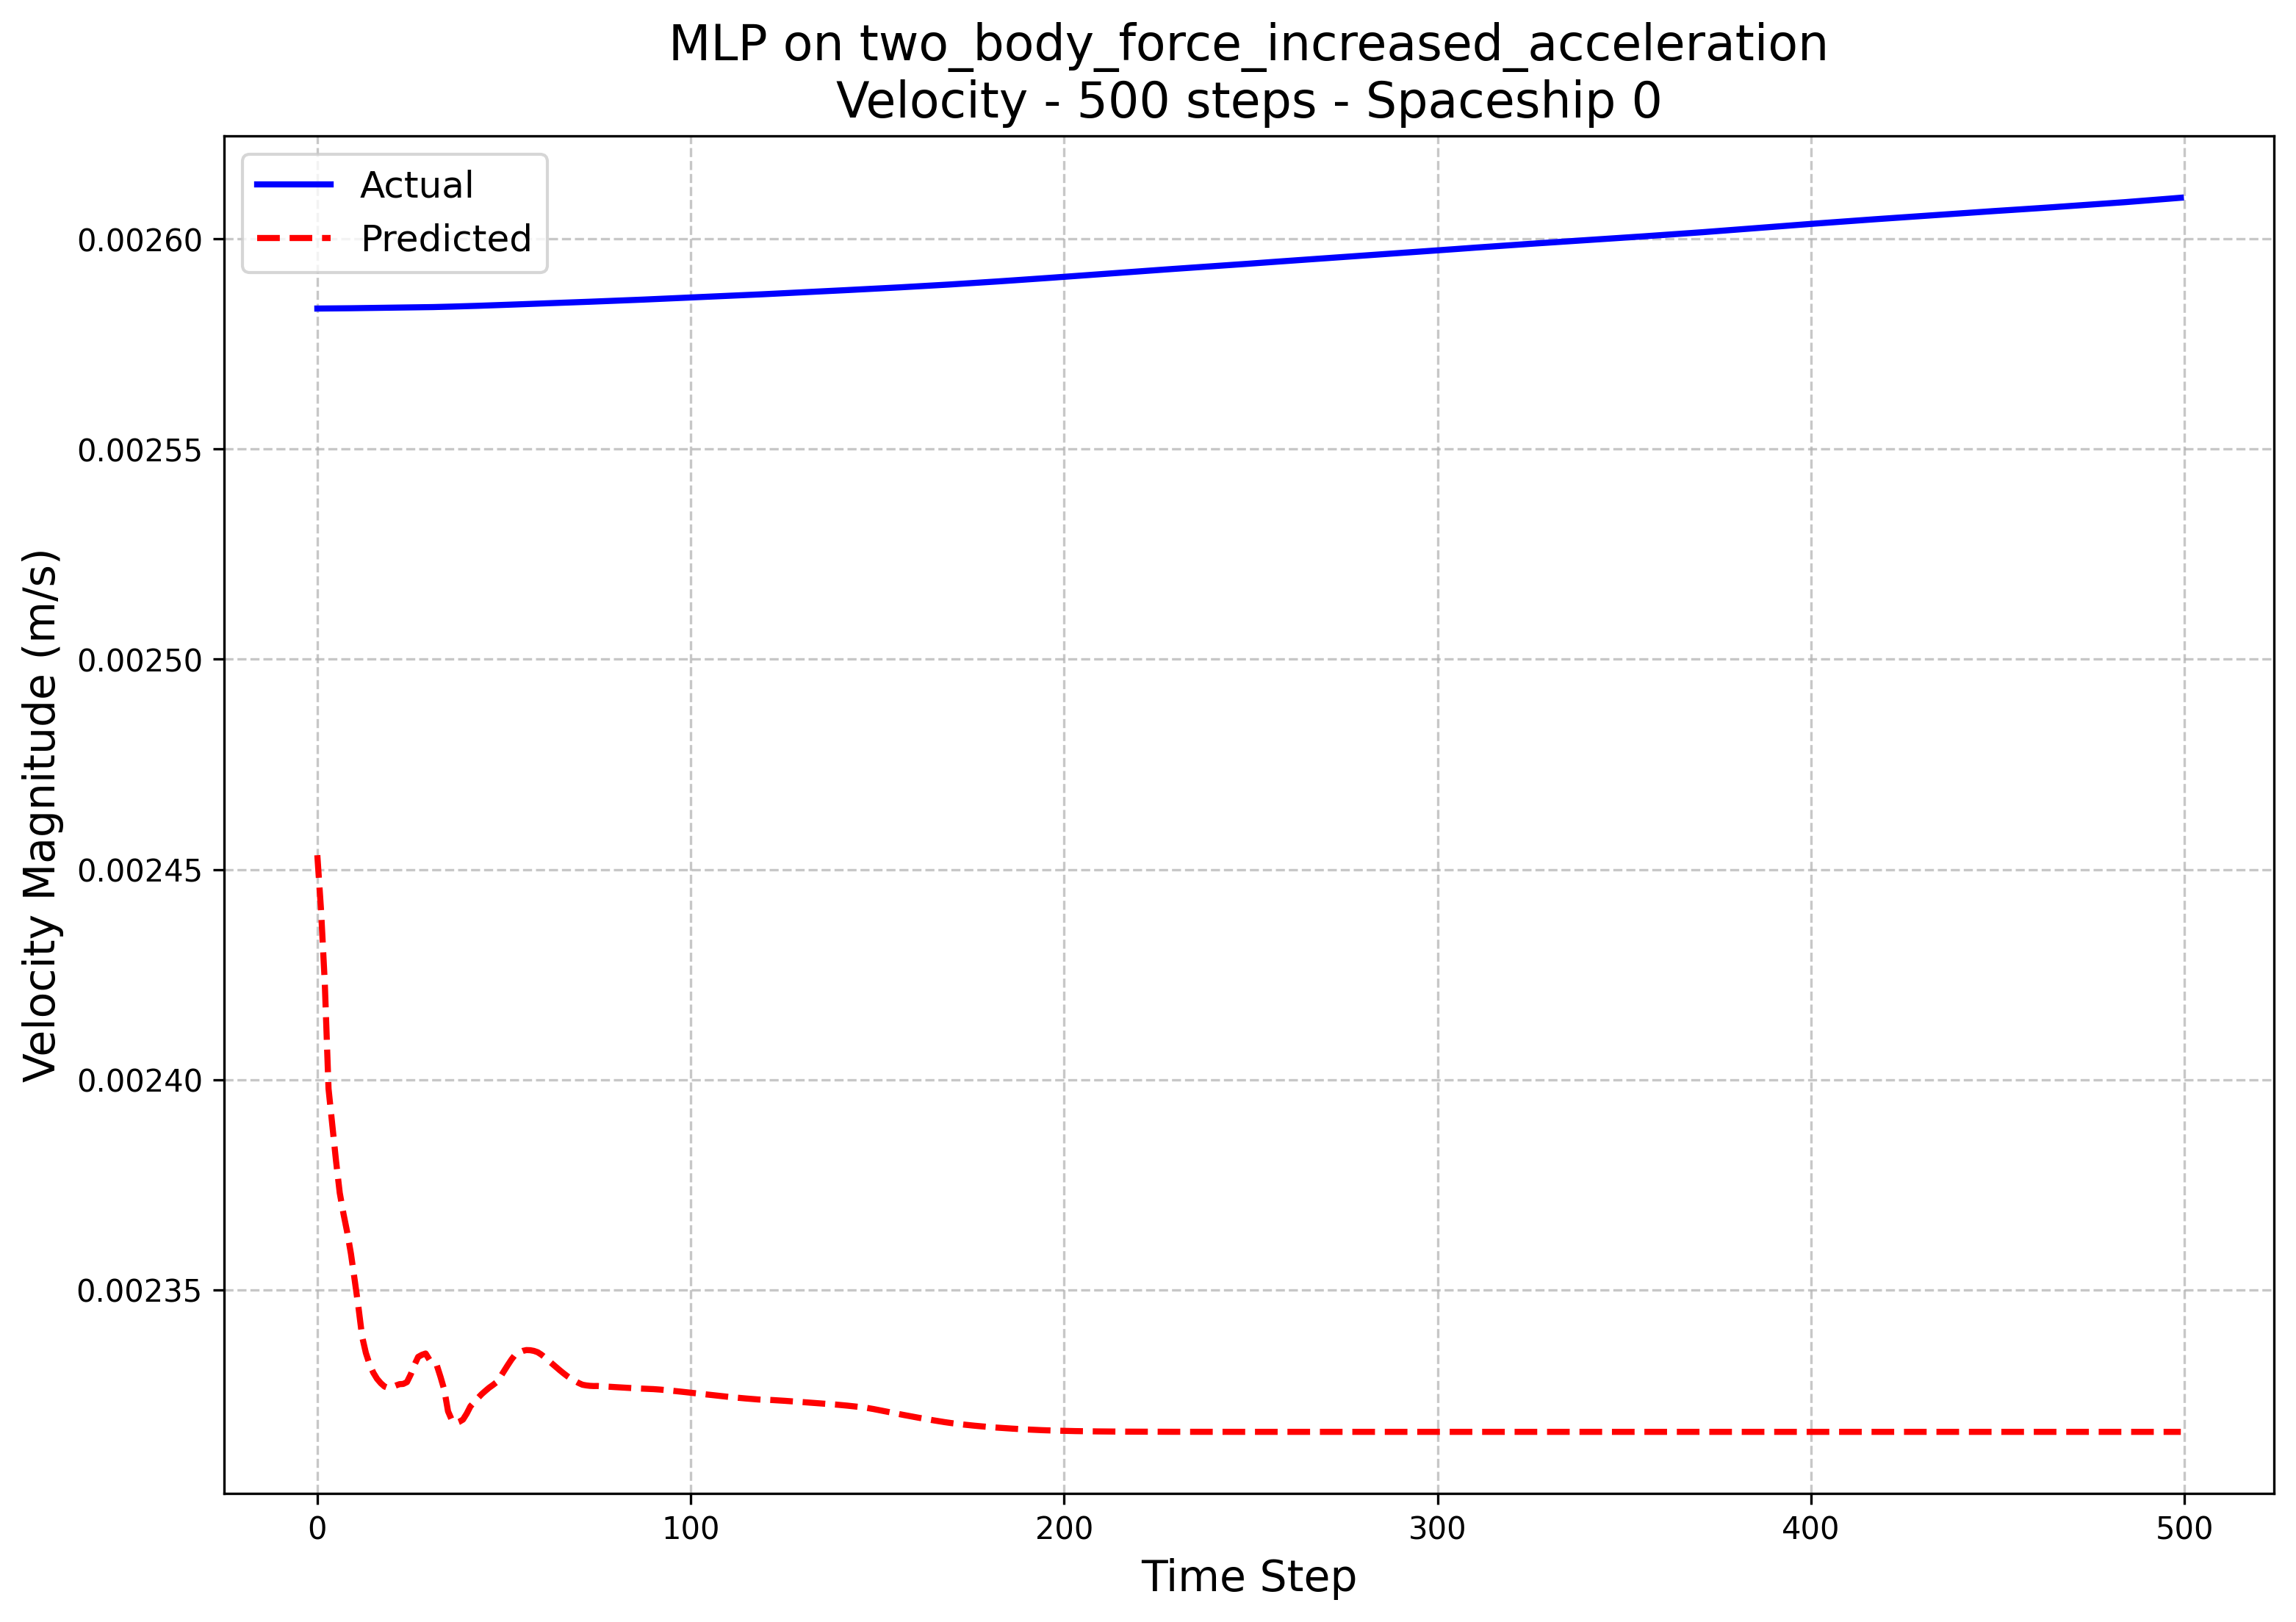 MLP on two_body_force_increased_acceleration
Velocity - 500 steps - Spaceship 0
Actual
Predicted
Velocity Magnitude (m/s)
0.00260
0.00255
0.00250
0.00245
0.00240
0.00235
0 100 200 300 400 500
Time Step